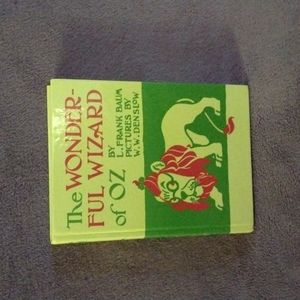 The WONDER-
FUL WIZARD
of OZ
BY
L. FRANK BAUM
PICTURES BY
W.W. DENSLOW